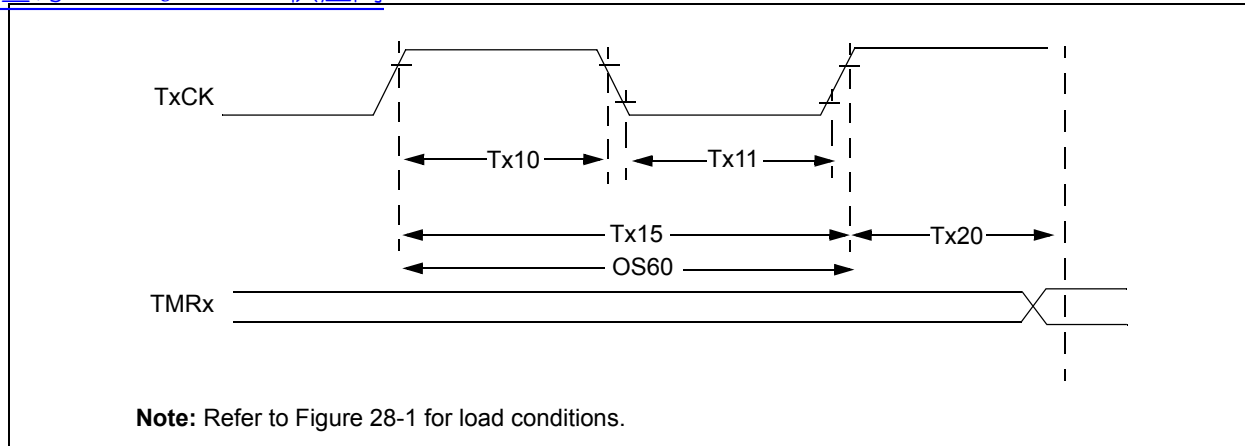 TxCK
Tx10
Tx11
Tx15
Tx20
OS60
TMRx
Note: Refer to Figure 28-1 for load conditions.